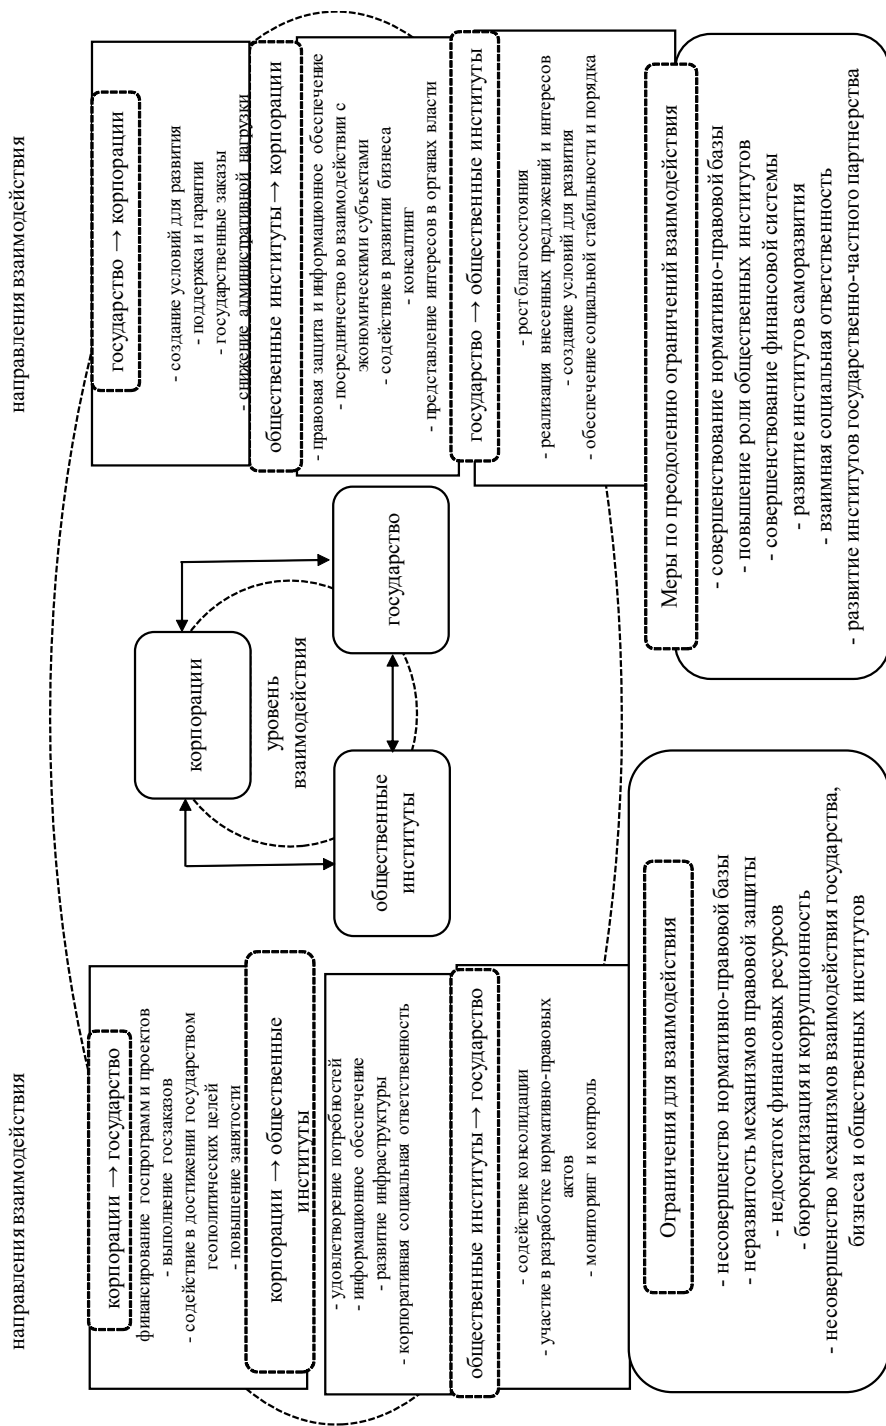 направления взаимодействия
корпорации → государство
финансирование госпрограмм и проектов
- выполнение госзаказов
- содействие в достижении государством
геополитических целей
- повышение занятости
корпорации → общественные
институты
- удовлетворение потребностей
- информационное обеспечение
- развитие инфраструктуры
- корпоративная социальная ответственность
общественные институты → государство
- содействие консолидации
- участие в разработке нормативно-правовых
актов
- мониторинг и контроль
Ограничения для взаимодействия
- несовершенство нормативно-правовой базы
- неразвитость механизмов правовой защиты
- недостаток финансовых ресурсов
- бюрократизация и коррупционность
- несовершенство механизмов взаимодействия государства,
бизнеса и общественных институтов
корпорации
уровень
взаимодействия
общественные
институты
государство
направления взаимодействия
государство → корпорации
- создание условий для развития
- поддержка и гарантии
- государственные заказы
- снижение административной нагрузки
общественные институты → корпорации
- правовая защита и информационное обеспечение
- посредничество во взаимодействии с
экономическими субъектами
- содействие в развитии бизнеса
- консалтинг
- представление интересов в органах власти
государство → общественные институты
- рост благосостояния
- реализация внесенных предложений и интересов
- создание условий для развития
- обеспечение социальной стабильности и порядка
Меры по преодолению ограничений взаимодействия
- совершенствование нормативно-правовой базы
- повышение роли общественных институтов
- совершенствование финансовой системы
- развитие институтов саморазвития
- взаимная социальная ответственность
- развитие институтов государственно-частного партнерства